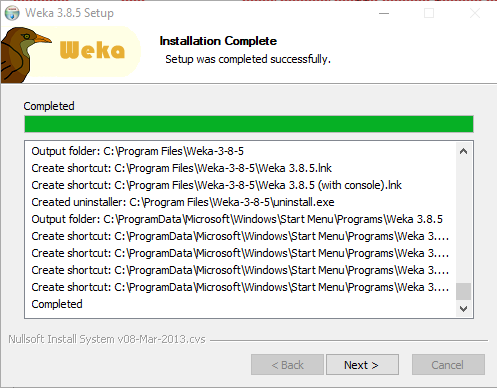 Weka 3.8.5 Setup
Weka
Installation Complete
Setup was completed successfully.
Completed
Output folder: C:\Program Files\Weka-3-8-5
Create shortcut: C:\Program Files\Weka-3-8-5\Weka 3.8.5.lnk
Create shortcut: C:\Program Files\Weka-3-8-5\Weka 3.8.5 (with console).lnk
Created uninstaller: C:\Program Files\Weka-3-8-5\uninstall.exe
Output folder: C:\ProgramData\Microsoft\Windows\Start Menu\Programs\Weka 3.8.5
Create shortcut: C:\ProgramData\Microsoft\Windows\Start Menu\Programs\Weka 3....
Create shortcut: C:\ProgramData\Microsoft\Windows\Start Menu\Programs\Weka 3....
Create shortcut: C:\ProgramData\Microsoft\Windows\Start Menu\Programs\Weka 3....
Create shortcut: C:\ProgramData\Microsoft\Windows\Start Menu\Programs\Weka 3....
Completed
Nullsoft Install System v08-Mar-2013.cvs
< Back Next > Cancel